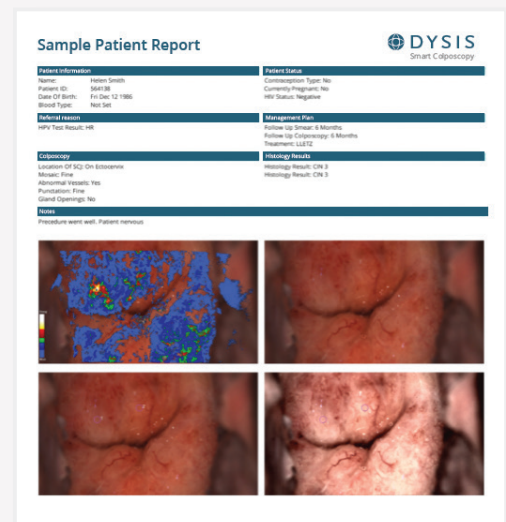 Sample Patient Report
DYSIS
Smart Colposcopy
Patient Information
Name: Helen Smith
Patient ID: 564138
Date Of Birth: Fri Dec 12 1986
Blood Type: Not Set
Patient Status
Contraception Type: No
Currently Pregnant: No
HIV Status: Negative
Referral reason
HPV Test Result: HR
Management Plan
Follow Up Smear: 6 Months
Follow Up Colposcopy: 6 Months
Treatment: LLETZ
Colposcopy
Location Of SCJ: On Ectocervix
Mosaic: Fine
Abnormal Vessels: Yes
Punctation: Fine
Gland Openings: No
Histology Results
Histology Result: CIN 3
Histology Result: CIN 3
Notes
Precedure went well. Patient nervous